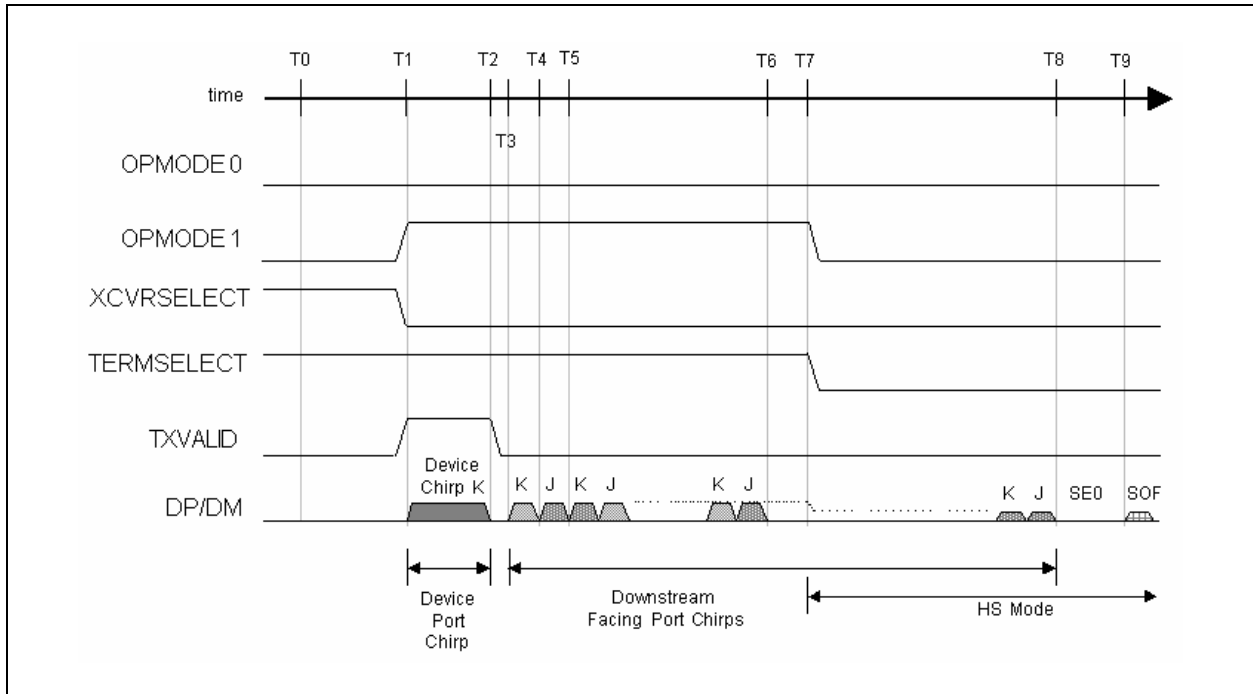 T0 T1 T2 T4 T5 T6 T7 T8 T9
time
T3
OPMODE 0
OPMODE 1
XCVRSELECT
TERMSELECT
TXVALID
Device
Chirp K
K J K J K J K J SE0 SOF
DP/DM
Device
Port
Chirp
Downstream
Facing Port Chirps
HS Mode